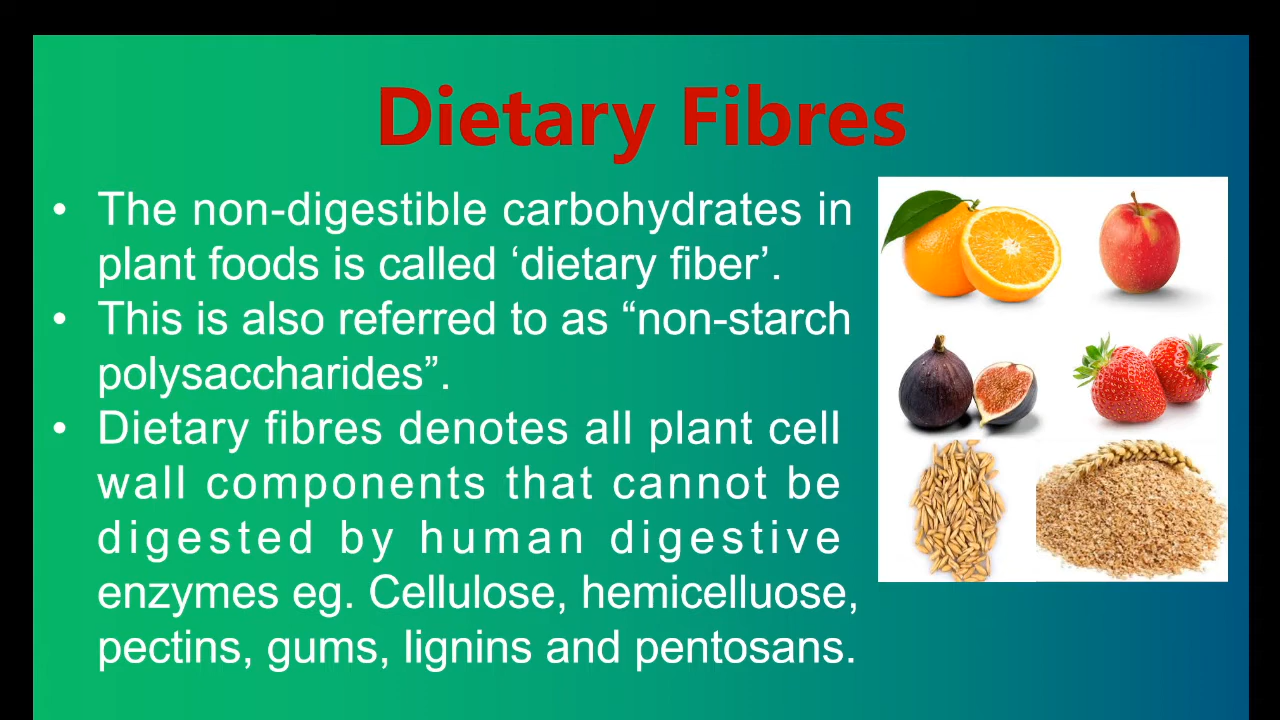 Dietary Fibres
• The non-digestible carbohydrates in
plant foods is called ‘dietary fiber’.
• This is also referred to as “non-starch
polysaccharides”.
• Dietary fibres denotes all plant cell
wall components that cannot be
digested by human digestive
enzymes eg. Cellulose, hemicelluose,
pectins, gums, lignins and pentosans.